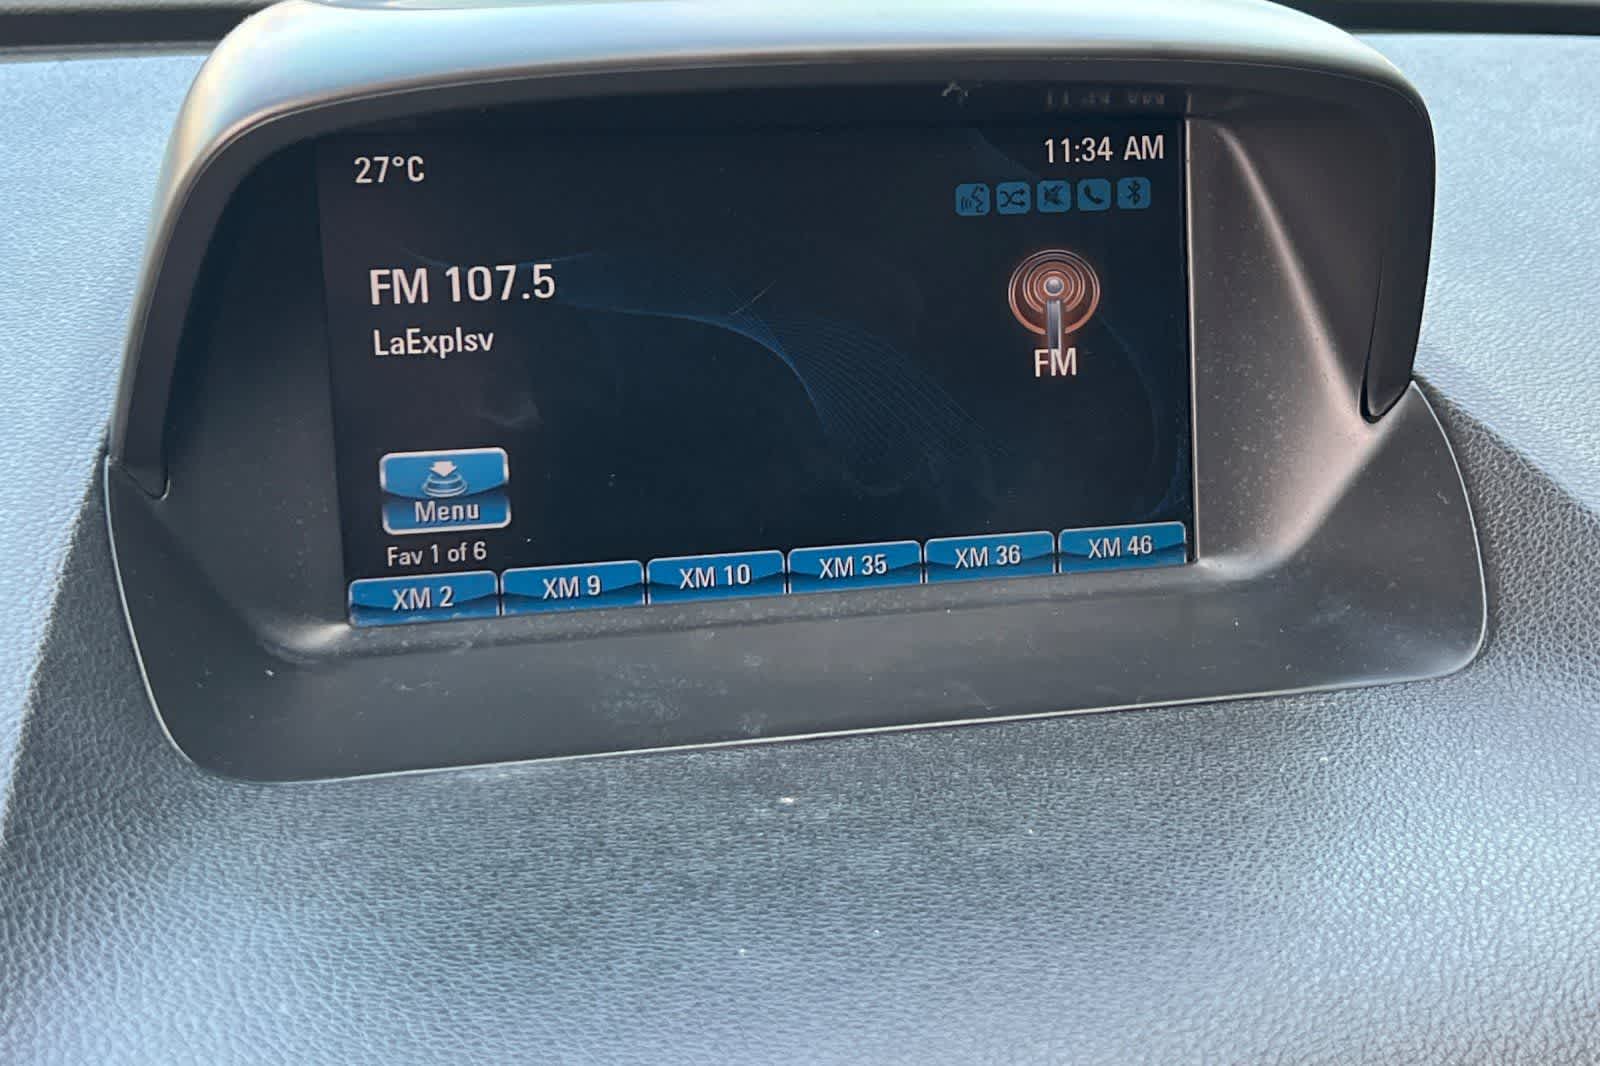 27°C
11:34 AM
FM 107.5
LaExplsv
FM
Menu
Fav 1 of 6
XM 2
XM 9
XM 10
XM 35
XM 36
XM 46